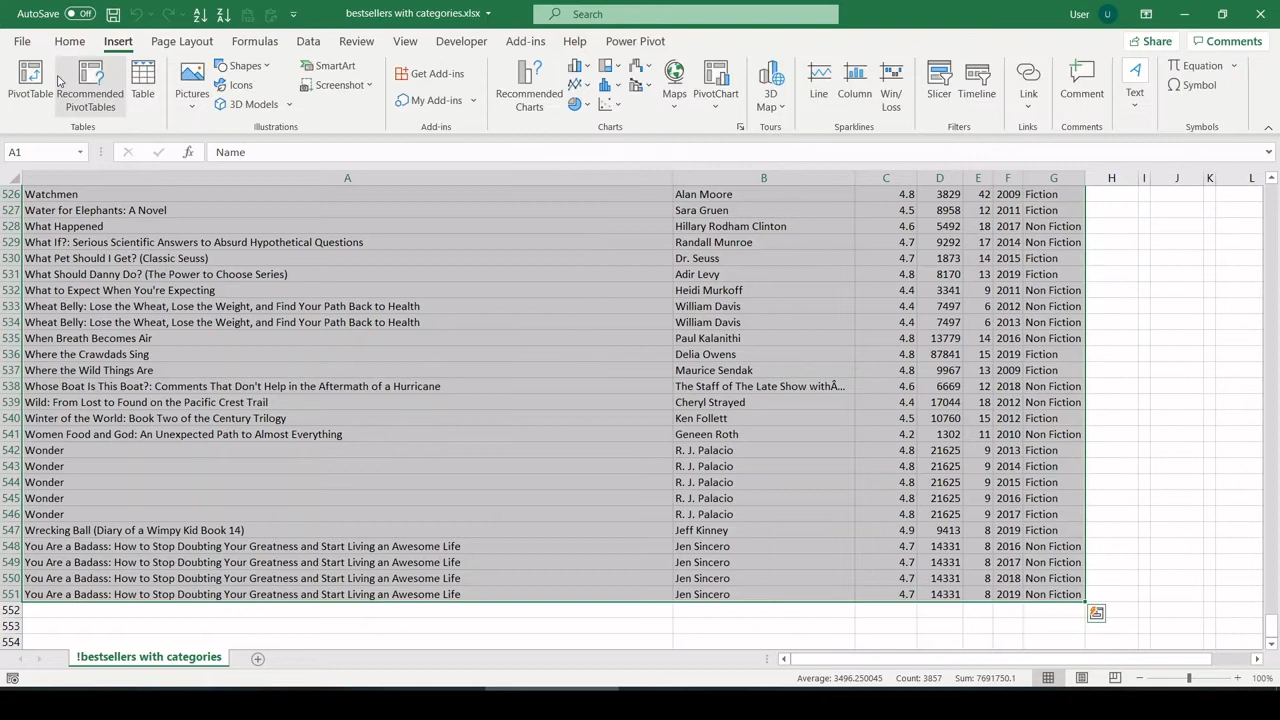 AutoSave Off bestsellers with categories.xlsx Search User U
File Home Insert Page Layout Formulas Data Review View Developer Add-ins Help Power Pivot Share Comments
PivotTable Recommended PivotTables Table Pictures Shapes Icons 3D Models SmartArt Screenshot Get Add-ins My Add-ins Recommended Charts Maps PivotChart 3D Map Line Column Win/Loss Slicer Timeline Link Comment Text Equation Symbol
Tables Illustrations Add-ins Charts Tours Sparklines Filters Links Comments Symbols
A1 fx Name
A B C D E F G H I J K L
526 Watchmen Alan Moore 4.8 3829 42 2009 Fiction
527 Water for Elephants: A Novel Sara Gruen 4.5 8958 12 2011 Fiction
528 What Happened Hillary Rodham Clinton 4.6 5492 18 2017 Non Fiction
529 What If?: Serious Scientific Answers to Absurd Hypothetical Questions Randall Munroe 4.7 9292 17 2014 Non Fiction
530 What Pet Should I Get? (Classic Seuss) Dr. Seuss 4.7 1873 14 2015 Fiction
531 What Should Danny Do? (The Power to Choose Series) Adir Levy 4.8 8170 13 2019 Fiction
532 What to Expect When You're Expecting Heidi Murkoff 4.4 3341 9 2011 Non Fiction
533 Wheat Belly: Lose the Wheat, Lose the Weight, and Find Your Path Back to Health William Davis 4.4 7497 6 2012 Non Fiction
534 Wheat Belly: Lose the Wheat, Lose the Weight, and Find Your Path Back to Health William Davis 4.4 7497 6 2013 Non Fiction
535 When Breath Becomes Air Paul Kalanithi 4.8 13779 14 2016 Non Fiction
536 Where the Crawdads Sing Delia Owens 4.8 87841 15 2019 Fiction
537 Where the Wild Things Are Maurice Sendak 4.8 9967 13 2009 Fiction
538 Whose Boat Is This Boat?: Comments That Don't Help in the Aftermath of a Hurricane The Staff of The Late Show withÂ... 4.6 6669 12 2018 Non Fiction
539 Wild: From Lost to Found on the Pacific Crest Trail Cheryl Strayed 4.4 17044 18 2012 Non Fiction
540 Winter of the World: Book Two of the Century Trilogy Ken Follett 4.5 10760 15 2012 Fiction
541 Women Food and God: An Unexpected Path to Almost Everything Geneen Roth 4.2 1302 11 2010 Non Fiction
542 Wonder R. J. Palacio 4.8 21625 9 2013 Fiction
543 Wonder R. J. Palacio 4.8 21625 9 2014 Fiction
544 Wonder R. J. Palacio 4.8 21625 9 2015 Fiction
545 Wonder R. J. Palacio 4.8 21625 9 2016 Fiction
546 Wonder R. J. Palacio 4.8 21625 9 2017 Fiction
547 Wrecking Ball (Diary of a Wimpy Kid Book 14) Jeff Kinney 4.9 9413 8 2019 Fiction
548 You Are a Badass: How to Stop Doubting Your Greatness and Start Living an Awesome Life Jen Sincero 4.7 14331 8 2016 Non Fiction
549 You Are a Badass: How to Stop Doubting Your Greatness and Start Living an Awesome Life Jen Sincero 4.7 14331 8 2017 Non Fiction
550 You Are a Badass: How to Stop Doubting Your Greatness and Start Living an Awesome Life Jen Sincero 4.7 14331 8 2018 Non Fiction
551 You Are a Badass: How to Stop Doubting Your Greatness and Start Living an Awesome Life Jen Sincero 4.7 14331 8 2019 Non Fiction
552
553
554
!bestsellers with categories
Average: 3496.250045 Count: 3857 Sum: 7691750.1 100%